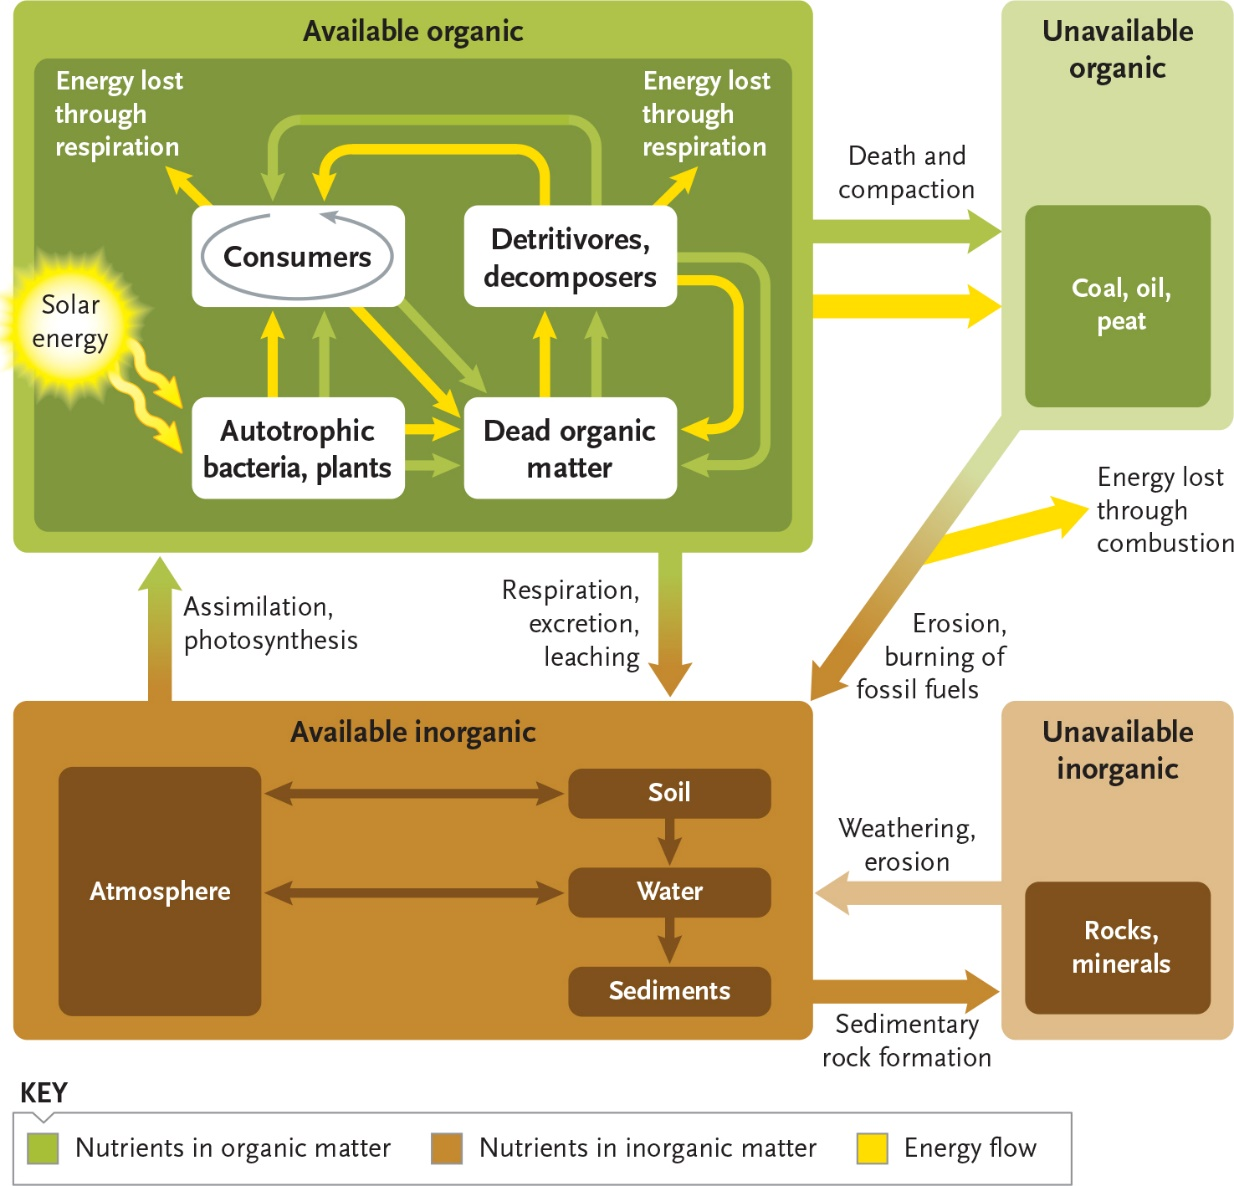 Available organic
Energy lost
through
respiration
Energy lost
through
respiration
Consumers
Detritivores,
decomposers
Solar
energy
Autotrophic
bacteria, plants
Dead organic
matter
Death and
compaction
Unavailable
organic
Coal, oil,
peat
Energy lost
through
combustion
Assimilation,
photosynthesis
Respiration,
excretion,
leaching
Erosion,
burning of
fossil fuels
Available inorganic
Atmosphere
Soil
Water
Sediments
Weathering,
erosion
Sedimentary
rock formation
Unavailable
inorganic
Rocks,
minerals
KEY
Nutrients in organic matter
Nutrients in inorganic matter
Energy flow